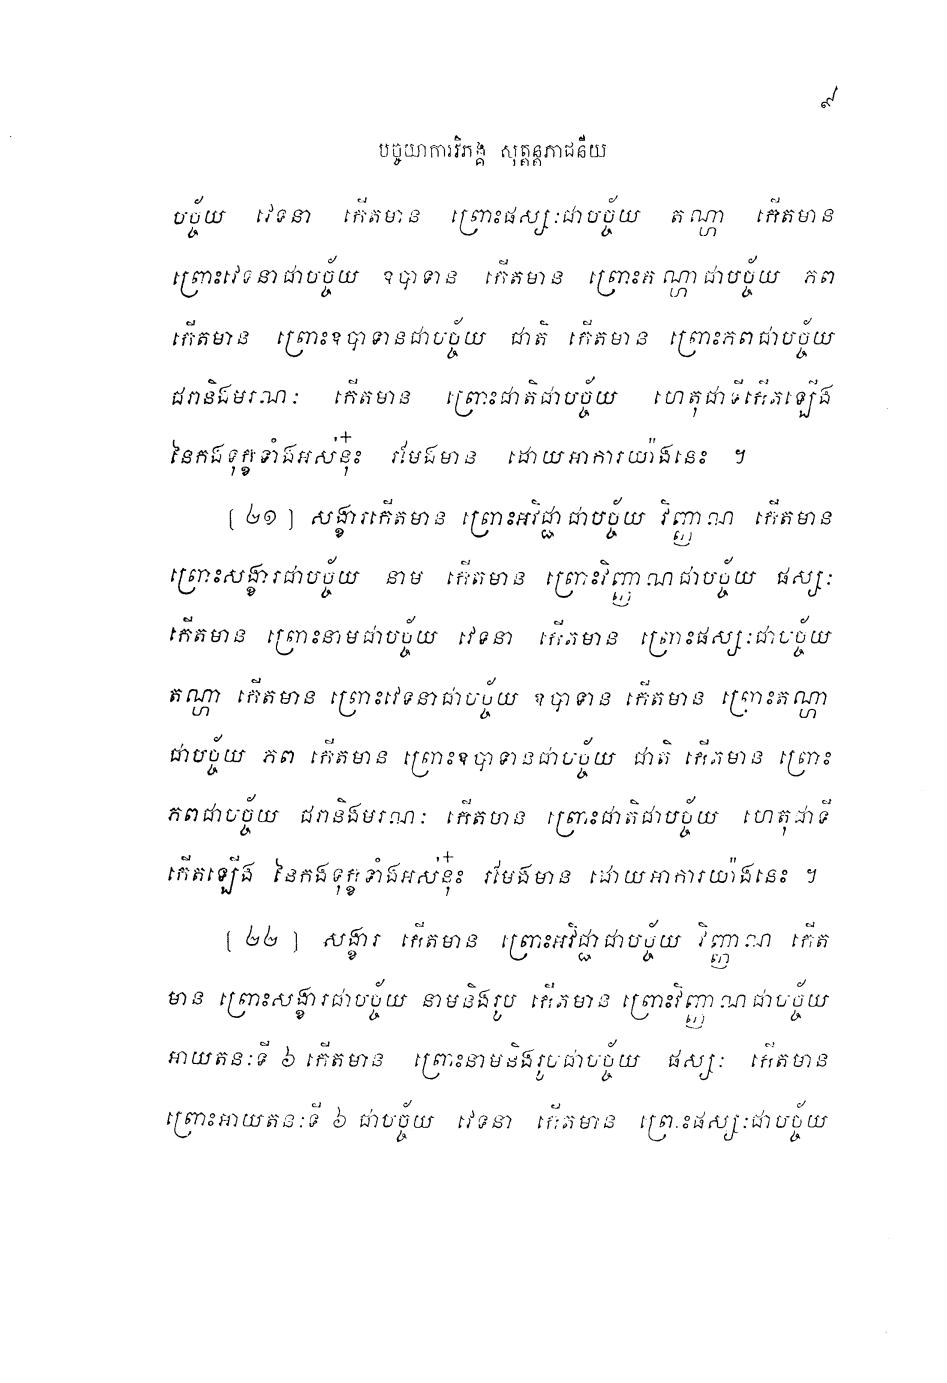 ៩
បច្ចយាការវិភង្គ សុត្តន្តភាជនីយ
បច្ច័យ វេទនា កើតមាន ព្រោះផស្សៈជាបច្ច័យ តណ្ហា កើតមាន
ព្រោះវេទនាជាបច្ច័យ ឧបាទាន កើតមាន ព្រោះតណ្ហាជាបច្ច័យ ភព
កើតមាន ព្រោះឧបាទានជាបច្ច័យ ជាតិ កើតមាន ព្រោះភពជាបច្ច័យ
ជរានិងមរណៈ កើតមាន ព្រោះជាតិជាបច្ច័យ ហេតុជាទីកើតឡើង
នៃកងទុក្ខទាំងអស់នុ៎ះ រមែងមាន ដោយអាការយ៉ាងនេះ ។
[ ២១ ] សង្ខារកើតមាន ព្រោះអវិជ្ជាជាបច្ច័យ វិញ្ញាណ កើតមាន
ព្រោះសង្ខារជាបច្ច័យ នាម កើតមាន ព្រោះវិញ្ញាណជាបច្ច័យ ផស្សៈ
កើតមាន ព្រោះនាមជាបច្ច័យ វេទនា កើតមាន ព្រោះផស្សៈជាបច្ច័យ
តណ្ហា កើតមាន ព្រោះវេទនាជាបច្ច័យ ឧបាទាន កើតមាន ព្រោះតណ្ហា
ជាបច្ច័យ ភព កើតមាន ព្រោះឧបាទានជាបច្ច័យ ជាតិ កើតមាន ព្រោះ
ភពជាបច្ច័យ ជរានិងមរណៈ កើតមាន ព្រោះជាតិជាបច្ច័យ ហេតុជាទី
កើតឡើង នៃកងទុក្ខទាំងអស់នុ៎ះ រមែងមាន ដោយអាការយ៉ាងនេះ ។
[ ២២ ] សង្ខារ កើតមាន ព្រោះអវិជ្ជាជាបច្ច័យ វិញ្ញាណ កើត
មាន ព្រោះសង្ខារជាបច្ច័យ នាមនិងរូប កើតមាន ព្រោះវិញ្ញាណជាបច្ច័យ
អាយតនៈទី ៦ កើតមាន ព្រោះនាមនិងរូបជាបច្ច័យ ផស្សៈ កើតមាន
ព្រោះអាយតនៈទី ៦ ជាបច្ច័យ វេទនា កើតមាន ព្រោះផស្សៈជាបច្ច័យ